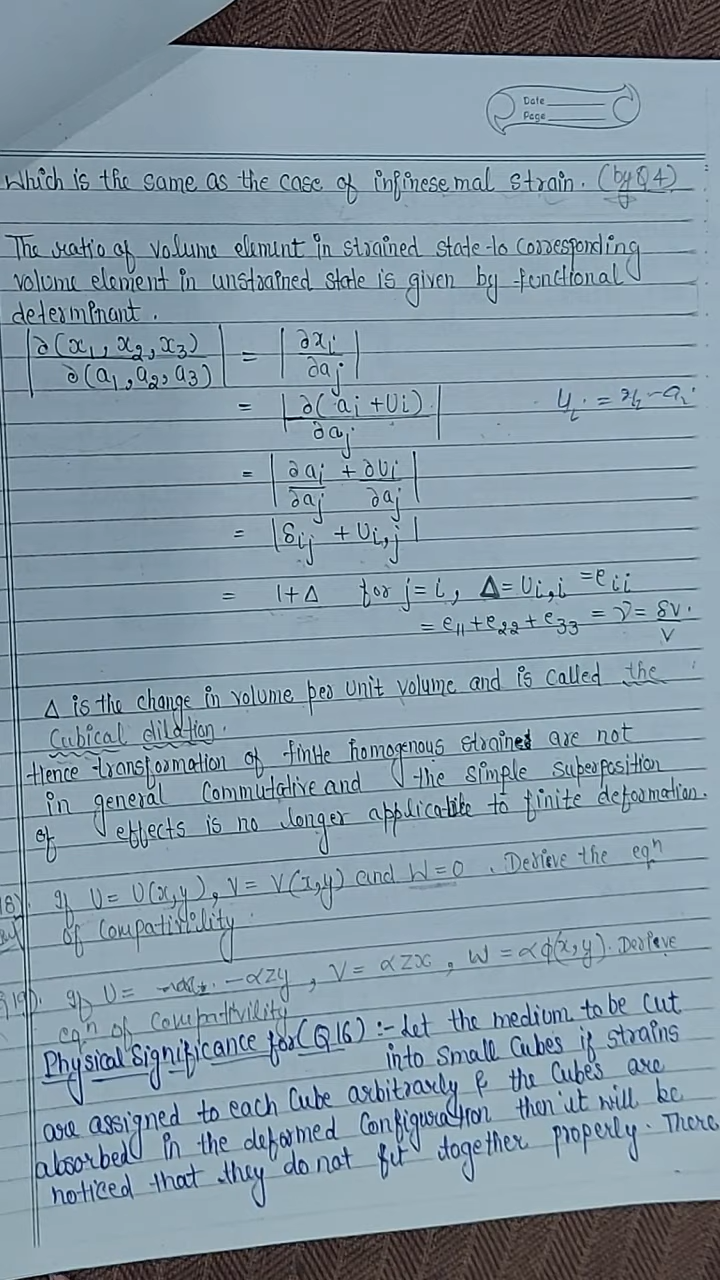 Date
Page
Which is the same as the case of infinesemal strain. (by Q4)
The ratio of volume element in strained state to corresponding
volume element in unstrained state is given by functional
determinant.
|∂(x₁, x₂, x₃) / ∂(a₁, a₂, a₃)| = |∂xᵢ / ∂aⱼ|
= |∂(aᵢ + Uᵢ) / ∂aⱼ| uᵢ = xᵢ - aᵢ
= |∂aᵢ/∂aⱼ + ∂Uᵢ/∂aⱼ|
= |δᵢⱼ + Uᵢ,ⱼ|
= 1+Δ for j=i, Δ = Uᵢ,ᵢ = eᵢᵢ
= e₁₁+e₂₂+e₃₃ = ν = δv/v.
Δ is the change in volume per unit volume and is called the
Cubical dilation.
Hence transformation of finite homogenous strained are not
in general commutative and the simple superposition
of effects is no longer applicable to finite deformation.
18). If U= U(x,y), V= V(x,y) and W=0. Derieve the eqⁿ
of Compatibility.
Q19). If U= -αzy, V= αzx, W=αϕ(x,y). Derieve
eqⁿ of Compativility
Physical Significance for (Q16) :- Let the medium to be cut
into small Cubes if strains
are assigned to each Cube arbitrarly & the Cubes are
absorbed in the deformed Configuration then it will be
noticed that they do not fit together properly. There